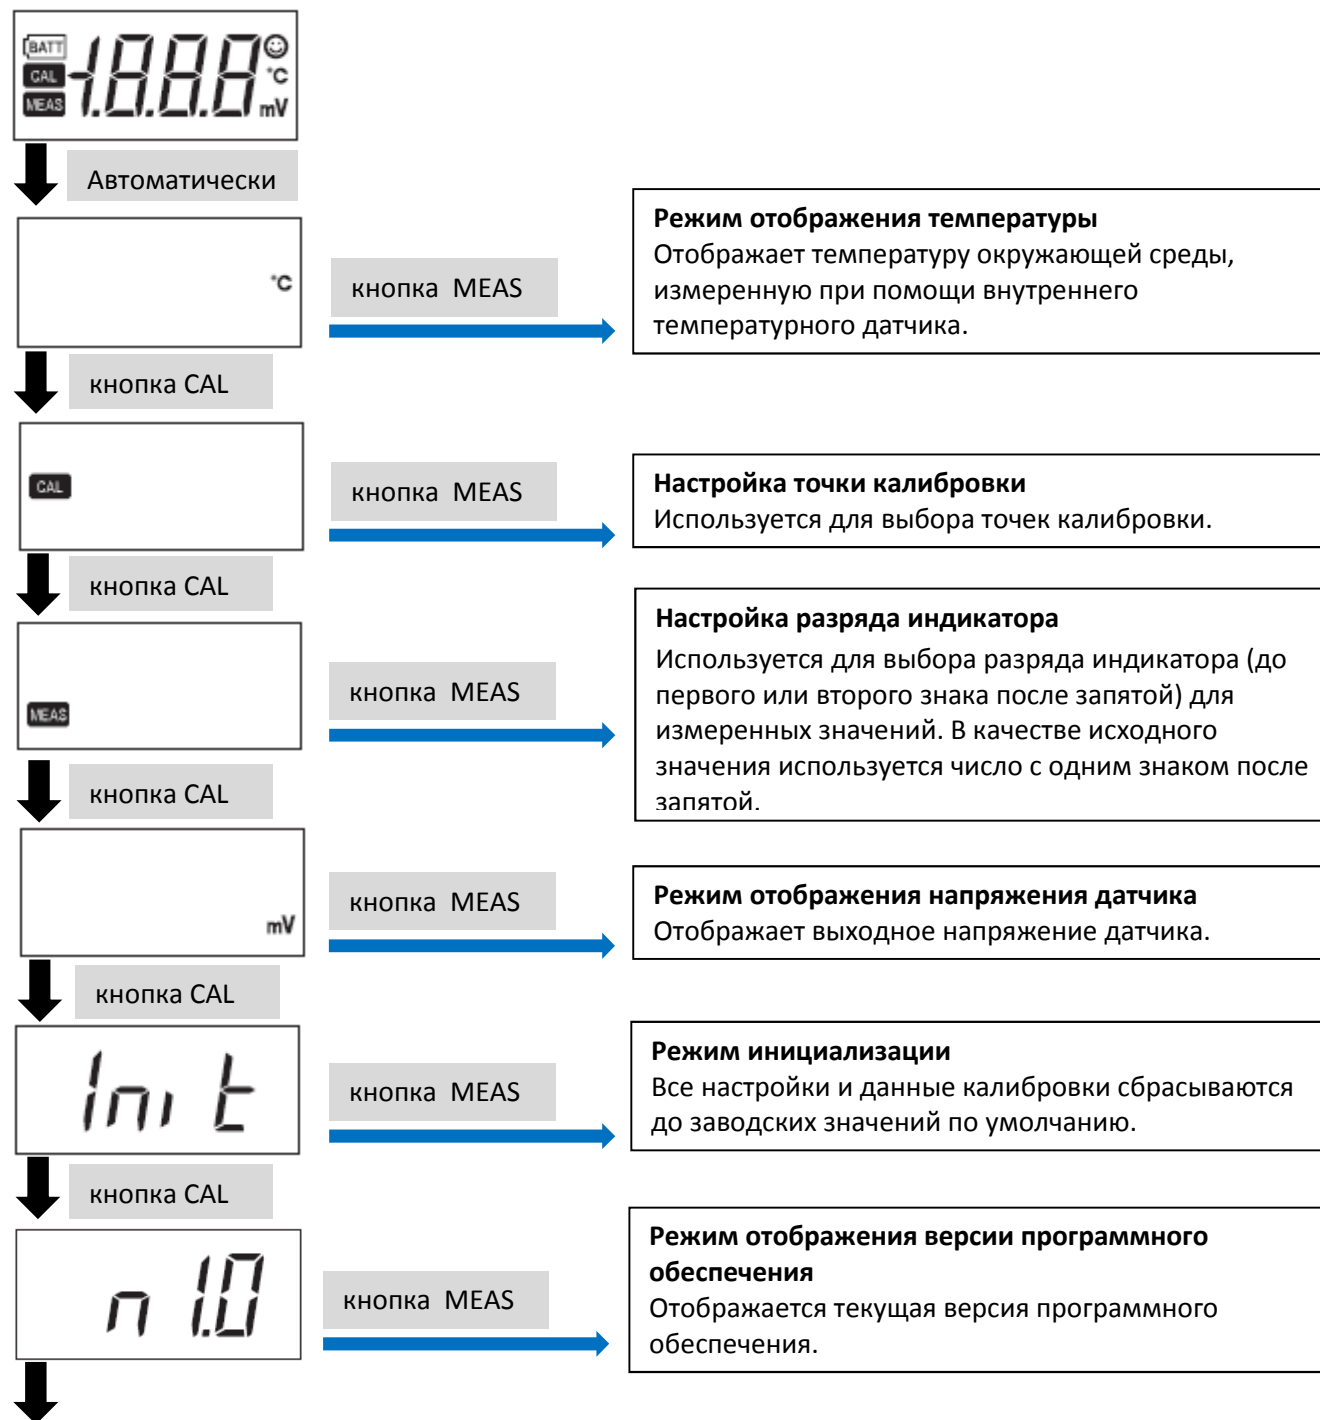 BATT
CAL
MEAS
-1.8.8.8
°C
mV
Автоматически
°C
кнопка MEAS
Режим отображения температуры
Отображает температуру окружающей среды,
измеренную при помощи внутреннего
температурного датчика.
кнопка CAL
CAL
кнопка MEAS
Настройка точки калибровки
Используется для выбора точек калибровки.
кнопка CAL
MEAS
кнопка MEAS
Настройка разряда индикатора
Используется для выбора разряда индикатора (до
первого или второго знака после запятой) для
измеренных значений. В качестве исходного
значения используется число с одним знаком после
запятой.
кнопка CAL
mV
кнопка MEAS
Режим отображения напряжения датчика
Отображает выходное напряжение датчика.
кнопка CAL
Init
кнопка MEAS
Режим инициализации
Все настройки и данные калибровки сбрасываются
до заводских значений по умолчанию.
кнопка CAL
n 1.0
кнопка MEAS
Режим отображения версии программного
обеспечения
Отображается текущая версия программного
обеспечения.